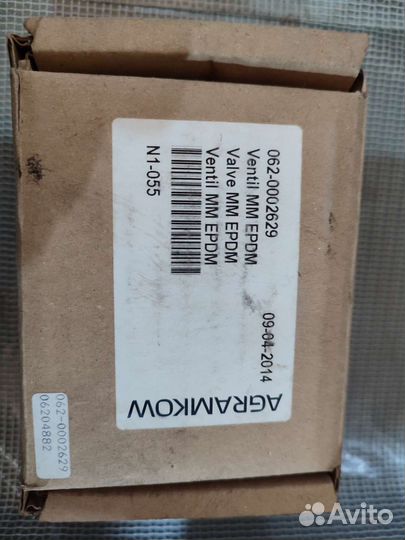 062-0002629
Ventil MM EPDM
Valve MM EPDM
Ventil MM EPDM
N1-055
09-04-2014
AGRAMKOW
062-0002629
06204882
Avito